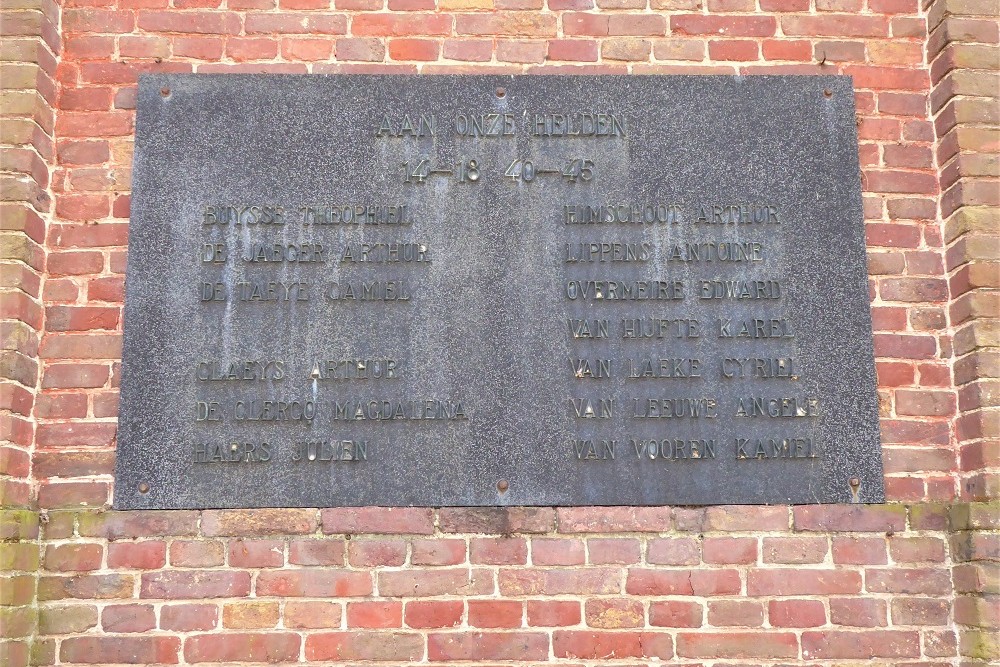 AAN ONZE HELDEN
14–18 40–45
BUYSSE THEOPHIEL
DE JAEGER ARTHUR
DE TAEYE CAMIEL
CLAEYS ARTHUR
DE CLERCQ MAGDALENA
HAERS JULIEN
HIMSCHOOT ARTHUR
LIPPENS ANTOINE
OVERMEIRE EDWARD
VAN HIJFTE KAREL
VAN LAEKE CYRIEL
VAN LEEUWE ANGELE
VAN VOOREN KAMIEL